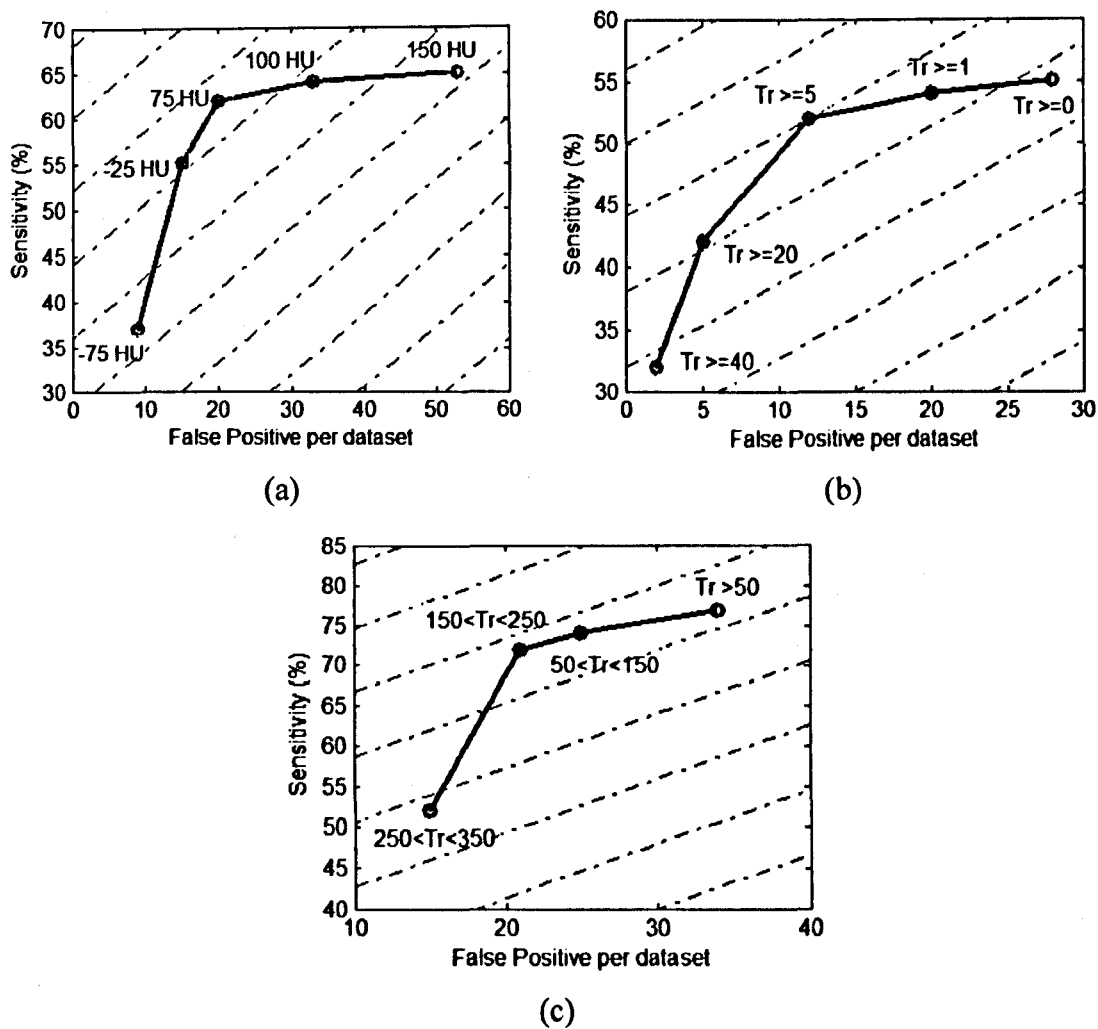 70
65
60
55
50
45
40
35
30
Sensitivity (%)
150 HU
100 HU
75 HU
-25 HU
-75 HU
0 10 20 30 40 50 60
False Positive per dataset
(a)
60
55
50
45
40
35
30
Sensitivity (%)
Tr >=1
Tr >=5
Tr >=0
Tr >=20
Tr >=40
0 5 10 15 20 25 30
False Positive per dataset
(b)
85
80
75
70
65
60
55
50
45
40
Sensitivity (%)
Tr >50
150<Tr<250
50<Tr<150
250<Tr<350
10 20 30 40
False Positive per dataset
(c)